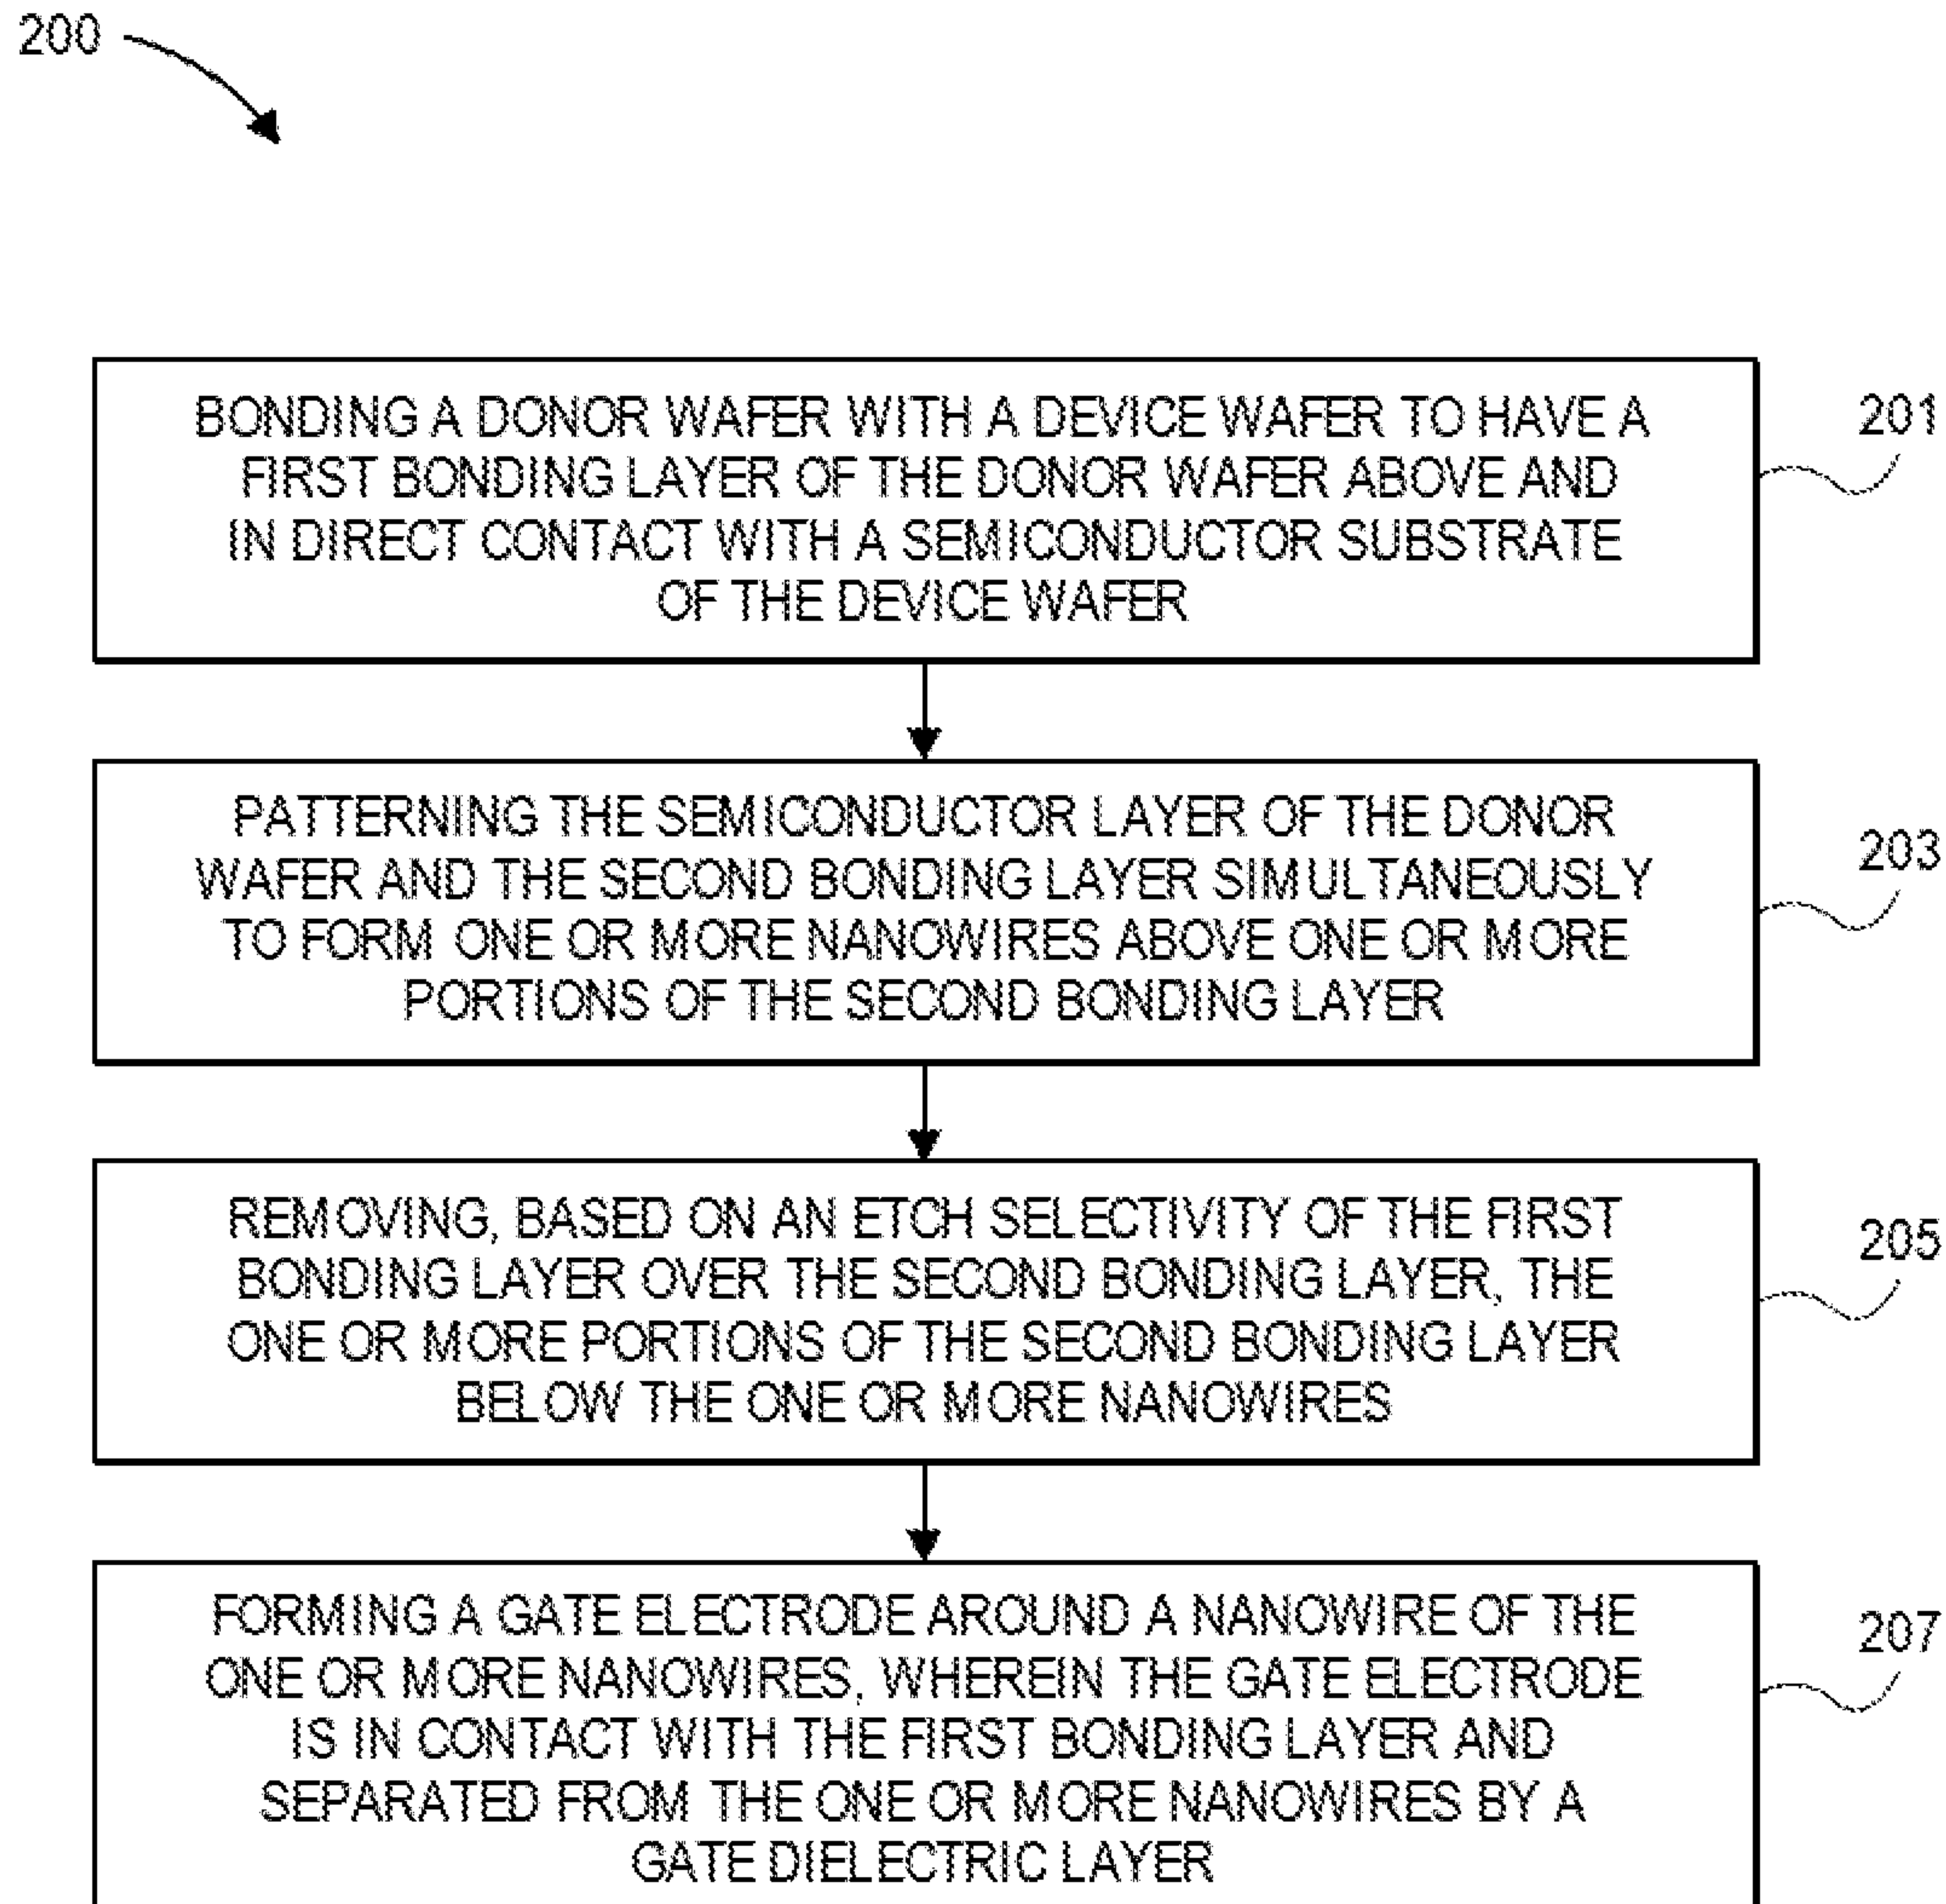 200
BONDING A DONOR WAFER WITH A DEVICE WAFER TO HAVE A
FIRST BONDING LAYER OF THE DONOR WAFER ABOVE AND
IN DIRECT CONTACT WITH A SEMICONDUCTOR SUBSTRATE
OF THE DEVICE WAFER
201
PATTERNING THE SEMICONDUCTOR LAYER OF THE DONOR
WAFER AND THE SECOND BONDING LAYER SIMULTANEOUSLY
TO FORM ONE OR MORE NANOWIRES ABOVE ONE OR MORE
PORTIONS OF THE SECOND BONDING LAYER
203
REMOVING, BASED ON AN ETCH SELECTIVITY OF THE FIRST
BONDING LAYER OVER THE SECOND BONDING LAYER, THE
ONE OR MORE PORTIONS OF THE SECOND BONDING LAYER
BELOW THE ONE OR MORE NANOWIRES
205
FORMING A GATE ELECTRODE AROUND A NANOWIRE OF THE
ONE OR MORE NANOWIRES, WHEREIN THE GATE ELECTRODE
IS IN CONTACT WITH THE FIRST BONDING LAYER AND
SEPARATED FROM THE ONE OR MORE NANOWIRES BY A
GATE DIELECTRIC LAYER
207